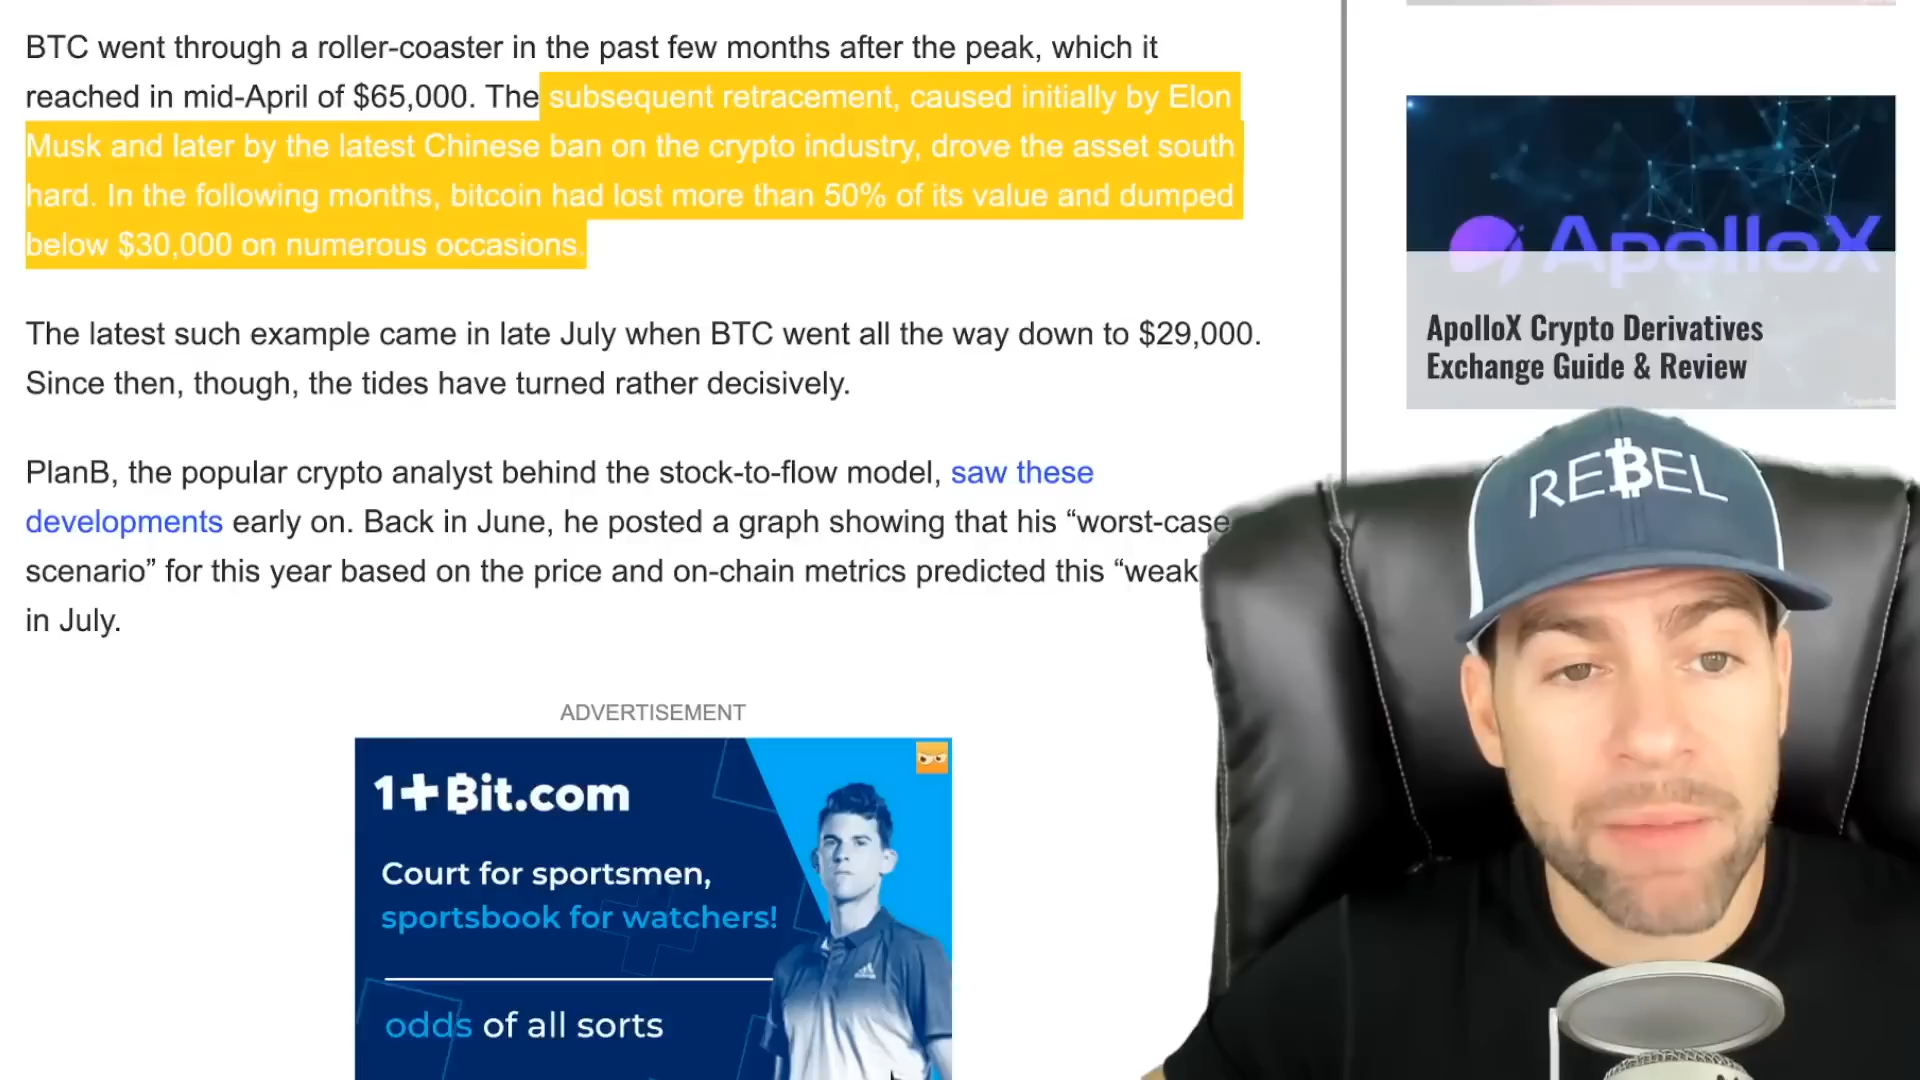 BTC went through a roller-coaster in the past few months after the peak, which it
reached in mid-April of $65,000. The subsequent retracement, caused initially by Elon
Musk and later by the latest Chinese ban on the crypto industry, drove the asset south
hard. In the following months, bitcoin had lost more than 50% of its value and dumped
below $30,000 on numerous occasions.
The latest such example came in late July when BTC went all the way down to $29,000.
Since then, though, the tides have turned rather decisively.
PlanB, the popular crypto analyst behind the stock-to-flow model, saw these
developments early on. Back in June, he posted a graph showing that his “worst-case
scenario” for this year based on the price and on-chain metrics predicted this “weak
in July.
ADVERTISEMENT
1+Bit.com
Court for sportsmen,
sportsbook for watchers!
odds of all sorts
ApolloX
ApolloX Crypto Derivatives
Exchange Guide & Review
REBEL